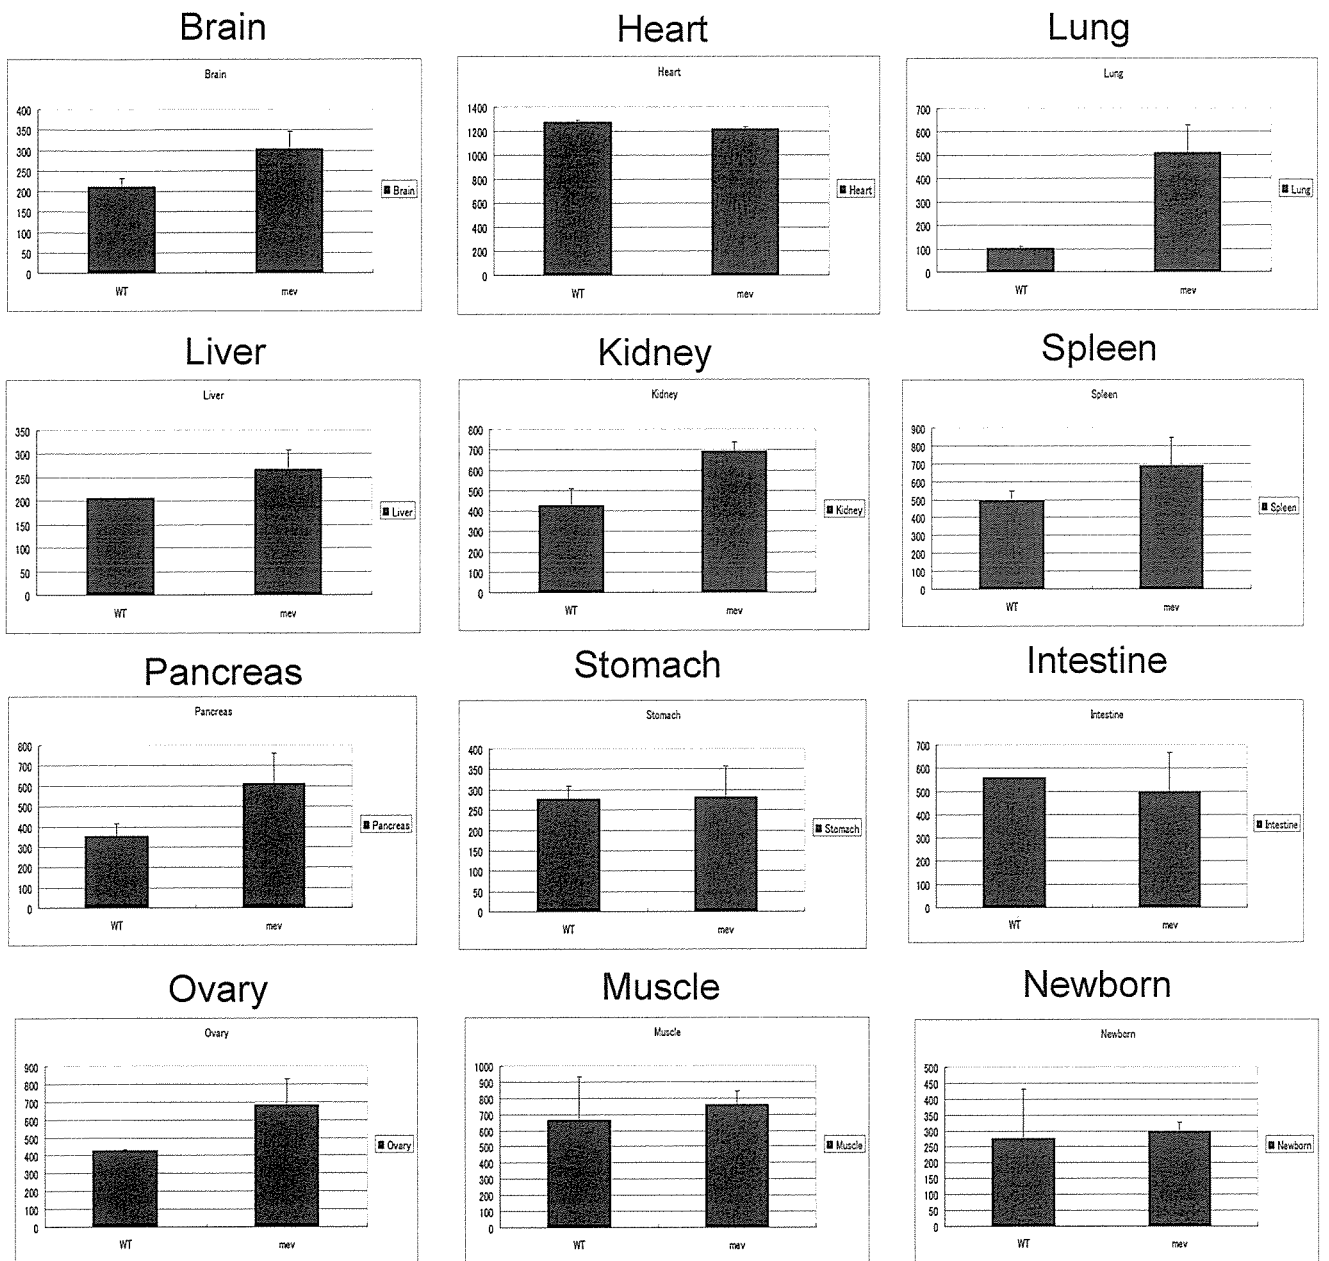 Brain
Brain
400
350
300
250
200
150
100
50
0
WT mev
Brain
Heart
Heart
1400
1200
1000
800
600
400
200
0
WT mev
Heart
Lung
Lung
700
600
500
400
300
200
100
0
WT mev
Lung
Liver
Liver
350
300
250
200
150
100
50
0
WT mev
Liver
Kidney
Kidney
800
700
600
500
400
300
200
100
0
WT mev
Kidney
Spleen
Spleen
900
800
700
600
500
400
300
200
100
0
WT mev
Spleen
Pancreas
Pancreas
800
700
600
500
400
300
200
100
0
WT mev
Pancreas
Stomach
Stomach
400
350
300
250
200
150
100
50
0
WT mev
Stomach
Intestine
Intestine
700
600
500
400
300
200
100
0
WT mev
Intestine
Ovary
Ovary
900
800
700
600
500
400
300
200
100
0
WT mev
Ovary
Muscle
Muscle
1000
900
800
700
600
500
400
300
200
100
0
WT mev
Muscle
Newborn
Newborn
500
450
400
350
300
250
200
150
100
50
0
WT mev
Newborn